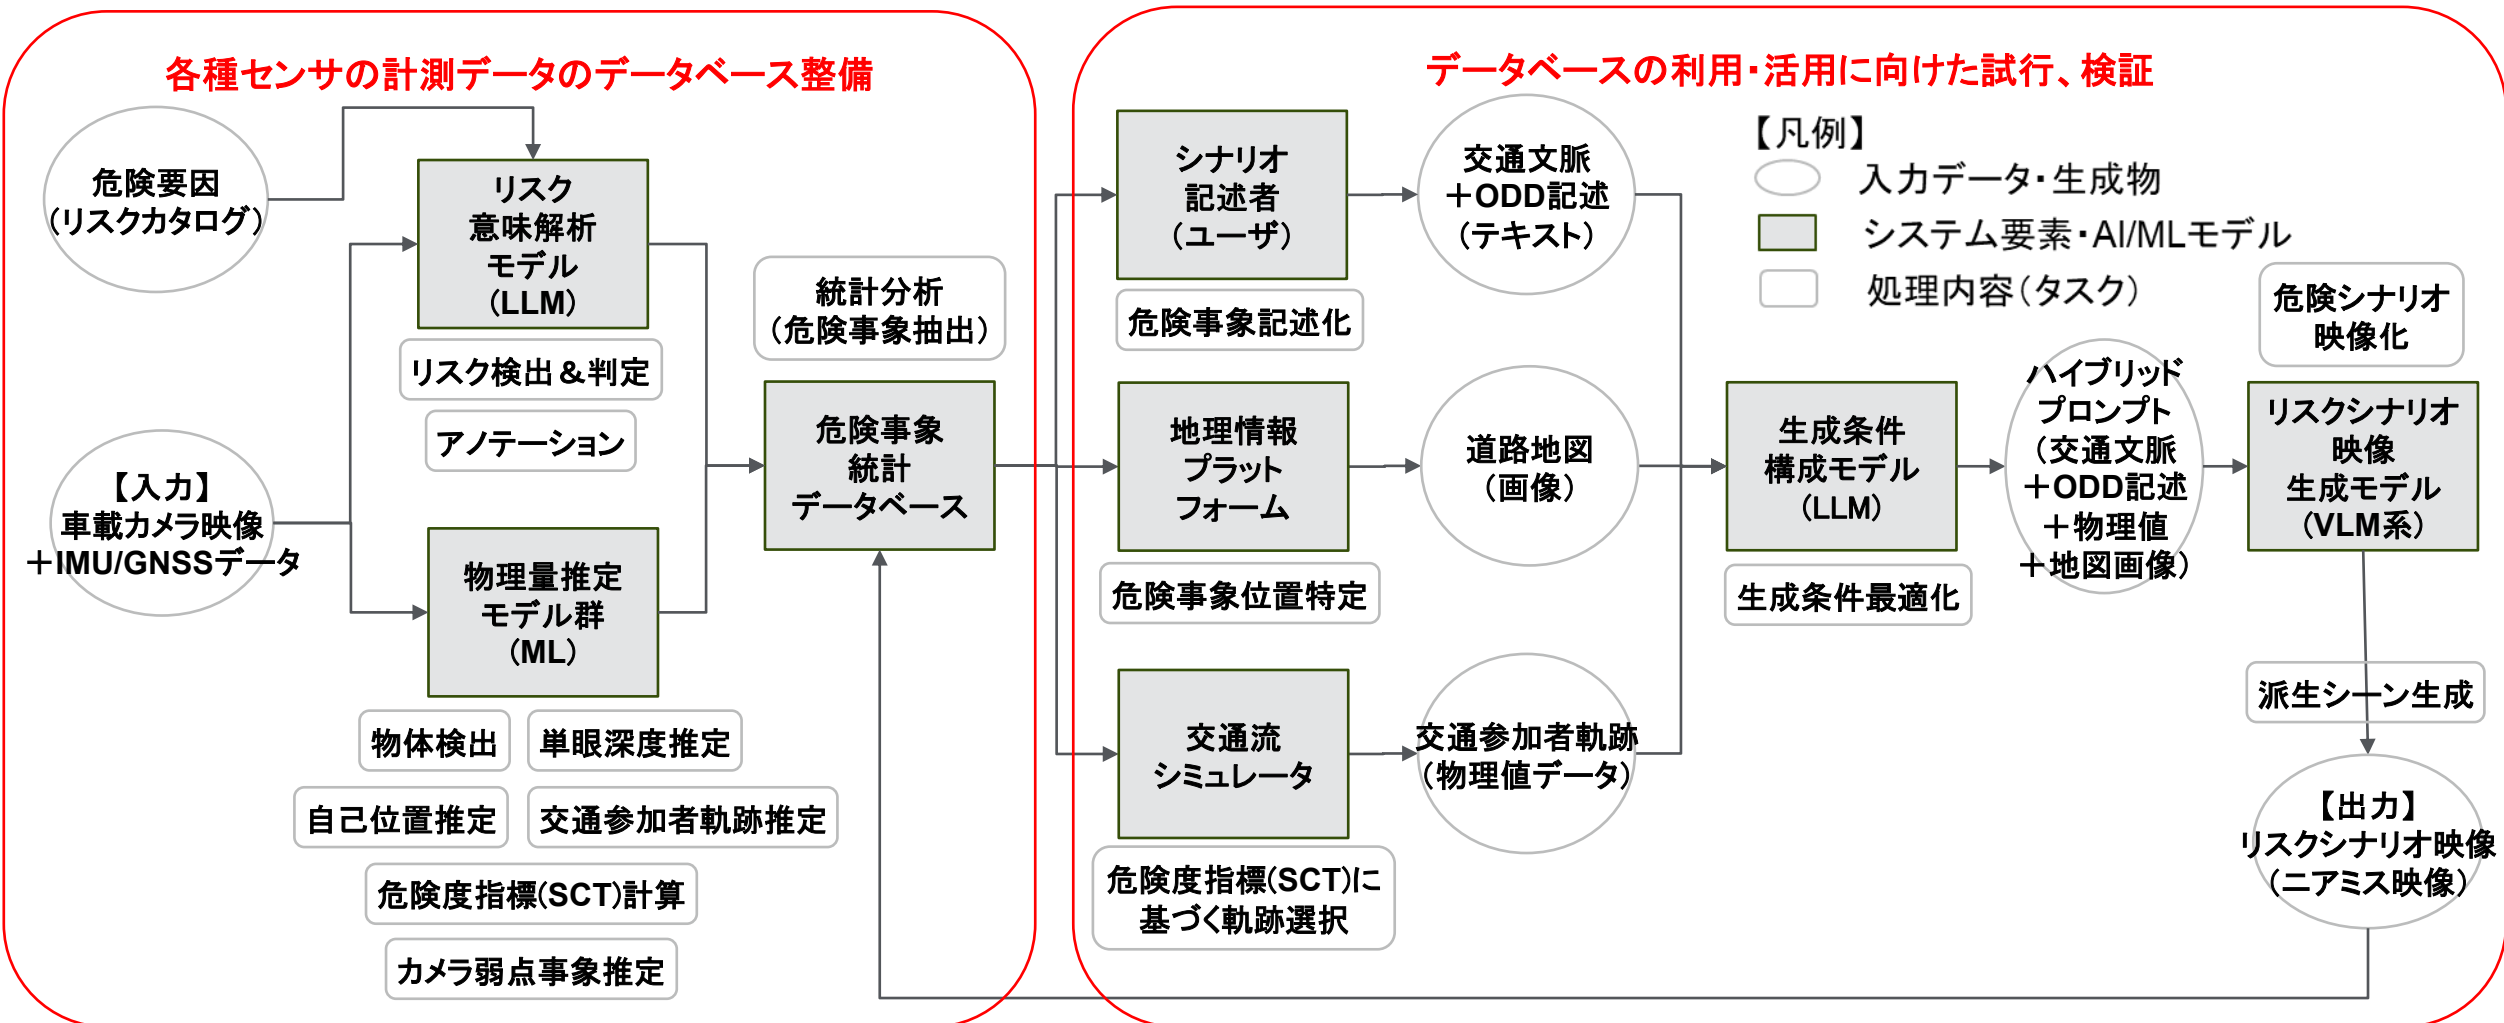 各種センサの計測データのデータベース整備
危険要因
(リスクカタログ)
リスク
意味解析
モデル
(LLM)
リスク検出＆判定
アノテーション
【入力】
車載カメラ映像
＋IMU/GNSSデータ
物理量推定
モデル群
(ML)
物体検出
単眼深度推定
自己位置推定
交通参加者軌跡推定
危険度指標(SCT)計算
カメラ弱点事象推定
統計分析
(危険事象抽出)
危険事象
統計
データベース
データベースの利用・活用に向けた試行、検証
シナリオ
記述者
(ユーザ)
危険事象記述化
交通文脈
＋ODD記述
(テキスト)
地理情報
プラット
フォーム
危険事象位置特定
道路地図
(画像)
交通流
シミュレータ
危険度指標(SCT)に
基づく軌跡選択
交通参加者軌跡
(物理値データ)
【凡例】
入力データ・生成物
システム要素・AI/MLモデル
処理内容(タスク)
生成条件
構成モデル
(LLM)
生成条件最適化
ハイブリッド
プロンプト
(交通文脈
＋ODD記述
＋物理値
＋地図画像)
危険シナリオ
映像化
リスクシナリオ
映像
生成モデル
(VLM系)
派生シーン生成
【出力】
リスクシナリオ映像
(ニアミス映像)